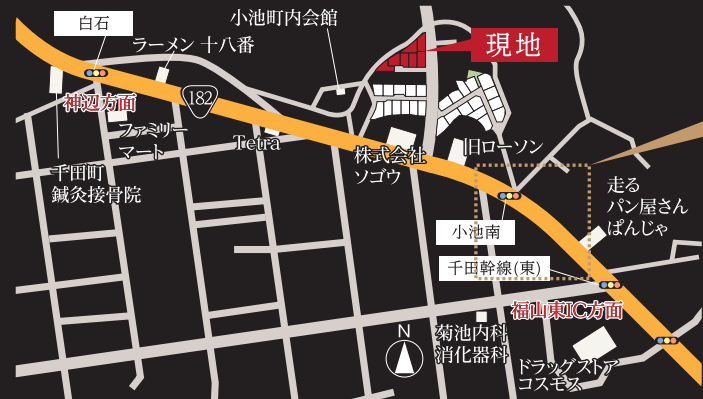 白石
小池町内会館
ラーメン 十八番
現地
182
神辺方面
ファミリー
マート
Tetra
千田町
鍼灸接骨院
株式会社
ソゴウ
旧ローソン
走る
パン屋さん
ぱんじゃ
小池南
千田幹線(東)
福山東IC方面
N
菊池内科
消化器科
ドラッグストア
コスモス